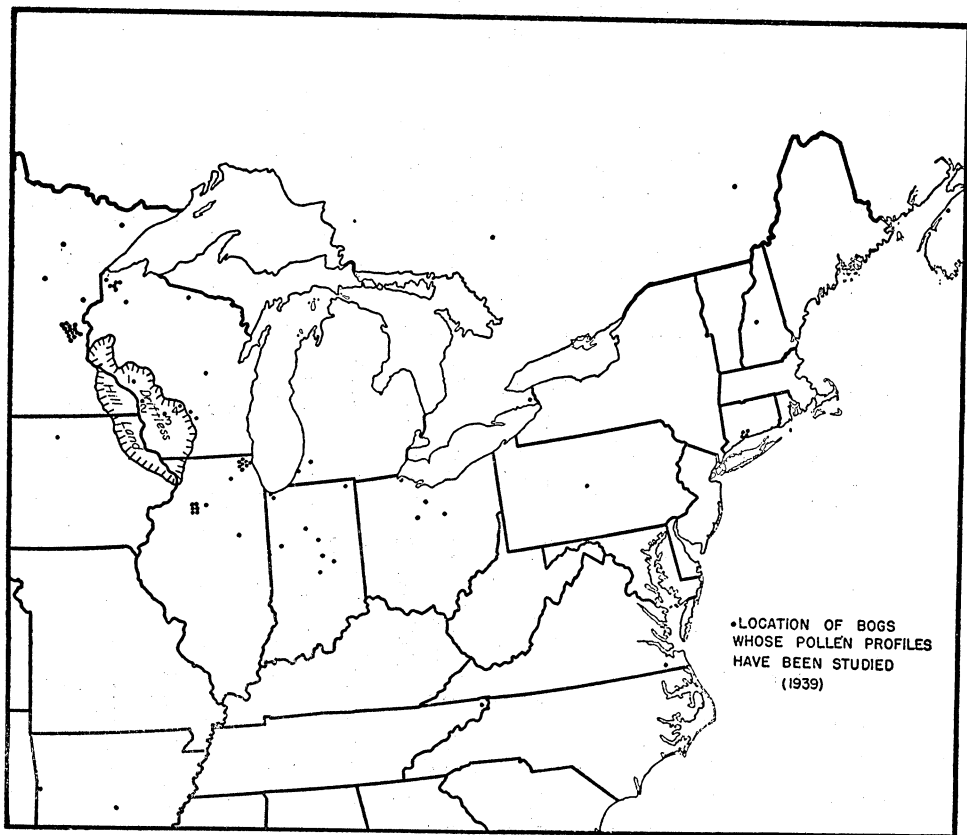 Hill
Land
Driftless
•LOCATION OF BOGS
WHOSE POLLEN PROFILES
HAVE BEEN STUDIED
(1939)